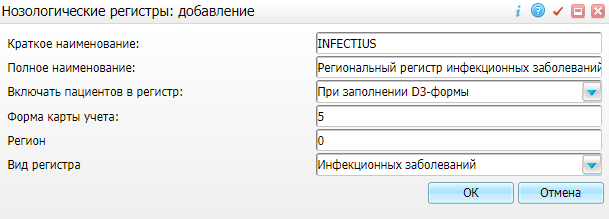 Нозологические регистры: добавление
Краткое наименование: INFECTIUS
Полное наименование: Региональный регистр инфекционных заболеваний
Включать пациентов в регистр: При заполнении D3-формы
Форма карты учета: 5
Регион 0
Вид регистра Инфекционных заболеваний
ОК Отмена